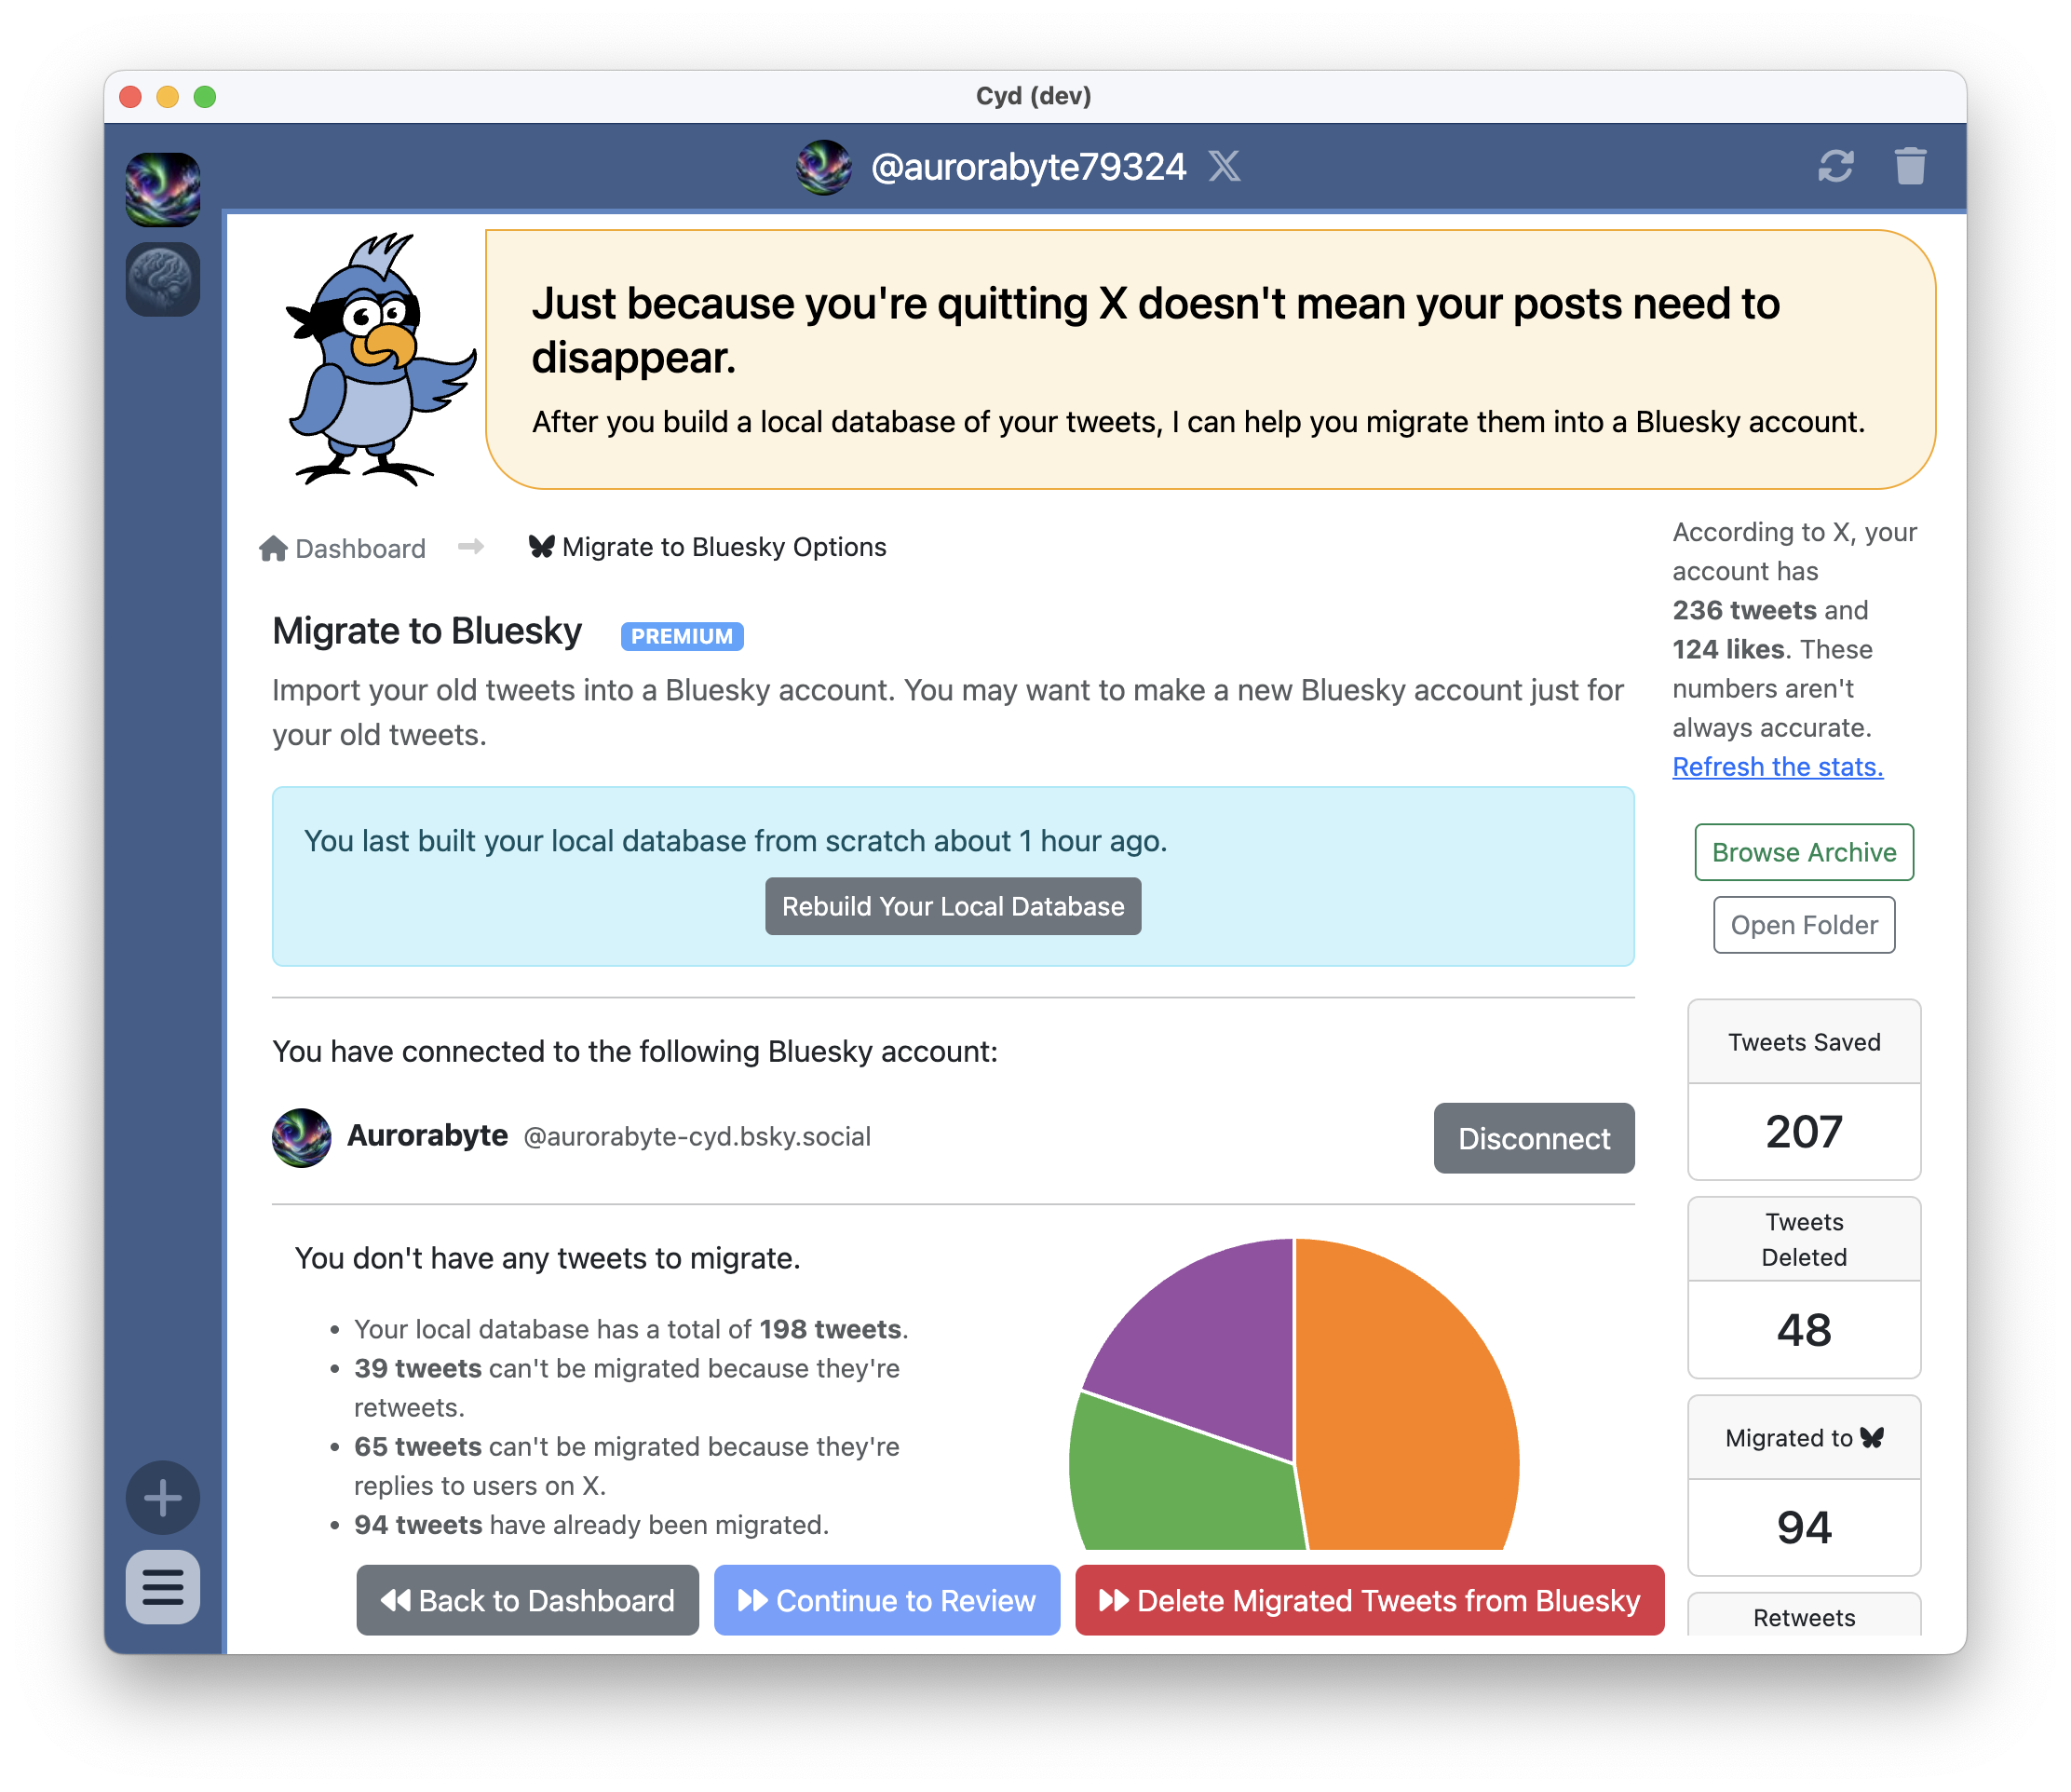 Cyd (dev)
@aurorabyte79324
Just because you're quitting X doesn't mean your posts need to
disappear.
After you build a local database of your tweets, I can help you migrate them into a Bluesky account.
Dashboard
Migrate to Bluesky Options
Migrate to Bluesky PREMIUM
Import your old tweets into a Bluesky account. You may want to make a new Bluesky account just for
your old tweets.
You last built your local database from scratch about 1 hour ago.
Rebuild Your Local Database
You have connected to the following Bluesky account:
Aurorabyte @aurorabyte-cyd.bsky.social
Disconnect
You don't have any tweets to migrate.
• Your local database has a total of 198 tweets.
• 39 tweets can't be migrated because they're
retweets.
• 65 tweets can't be migrated because they're
replies to users on X.
• 94 tweets have already been migrated.
Back to Dashboard
Continue to Review
Delete Migrated Tweets from Bluesky
According to X, your
account has
236 tweets and
124 likes. These
numbers aren't
always accurate.
Refresh the stats.
Browse Archive
Open Folder
Tweets Saved
207
Tweets
Deleted
48
Migrated to
94
Retweets